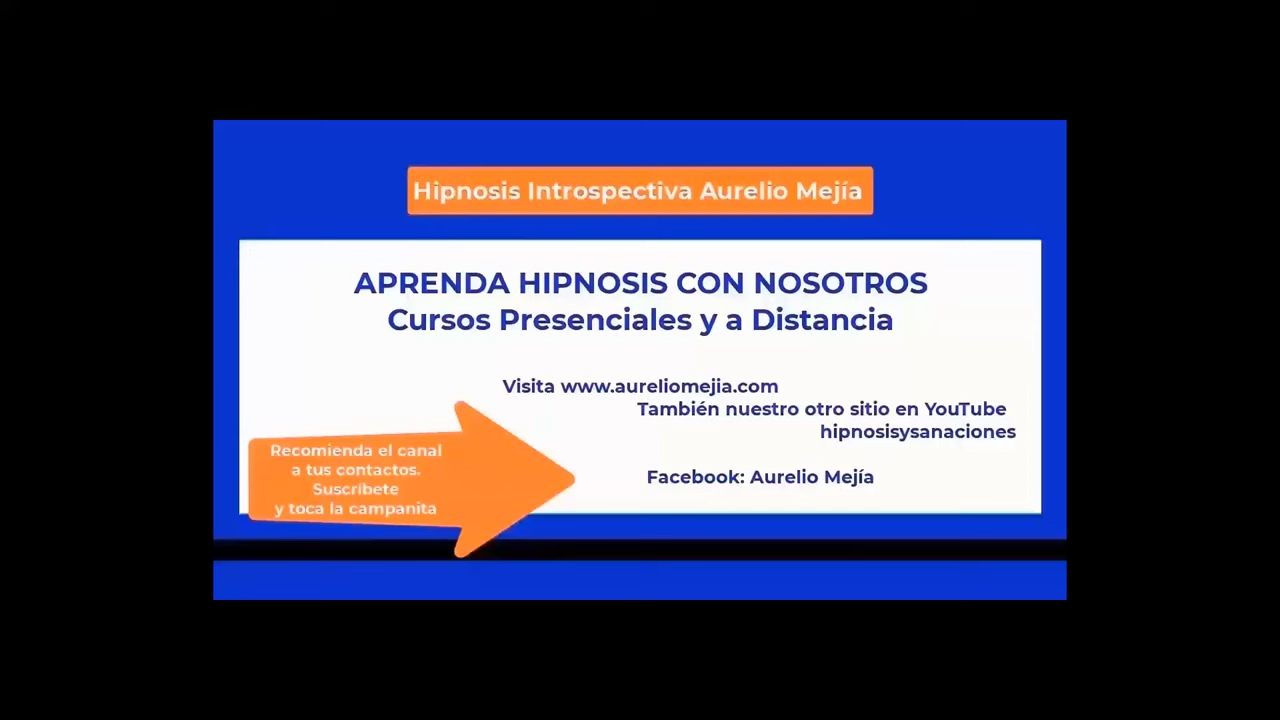 Hipnosis Introspectiva Aurelio Mejía
APRENDA HIPNOSIS CON NOSOTROS
Cursos Presenciales y a Distancia
Visita www.aureliomejia.com
También nuestro otro sitio en YouTube
hipnosisysanaciones
Facebook: Aurelio Mejía
Recomienda el canal
a tus contactos.
Suscríbete
y toca la campanita